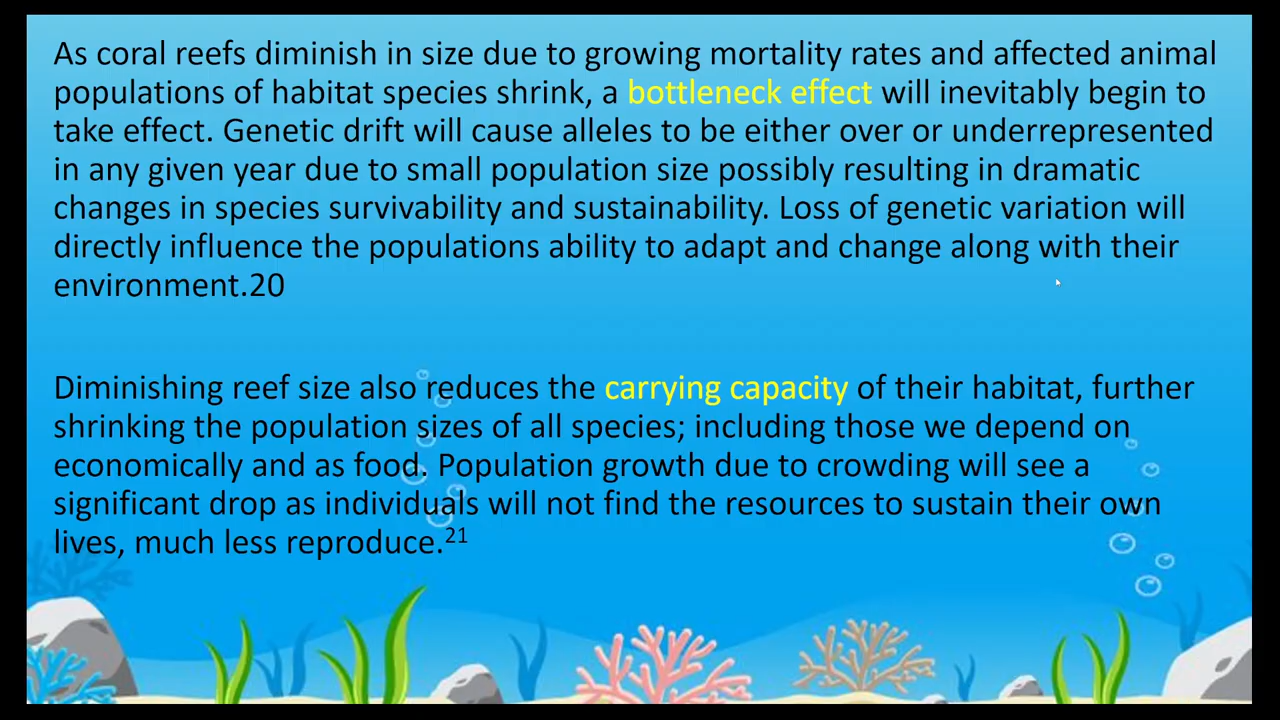 As coral reefs diminish in size due to growing mortality rates and affected animal
populations of habitat species shrink, a bottleneck effect will inevitably begin to
take effect. Genetic drift will cause alleles to be either over or underrepresented
in any given year due to small population size possibly resulting in dramatic
changes in species survivability and sustainability. Loss of genetic variation will
directly influence the populations ability to adapt and change along with their
environment.20
Diminishing reef size also reduces the carrying capacity of their habitat, further
shrinking the population sizes of all species; including those we depend on
economically and as food. Population growth due to crowding will see a
significant drop as individuals will not find the resources to sustain their own
lives, much less reproduce.²¹